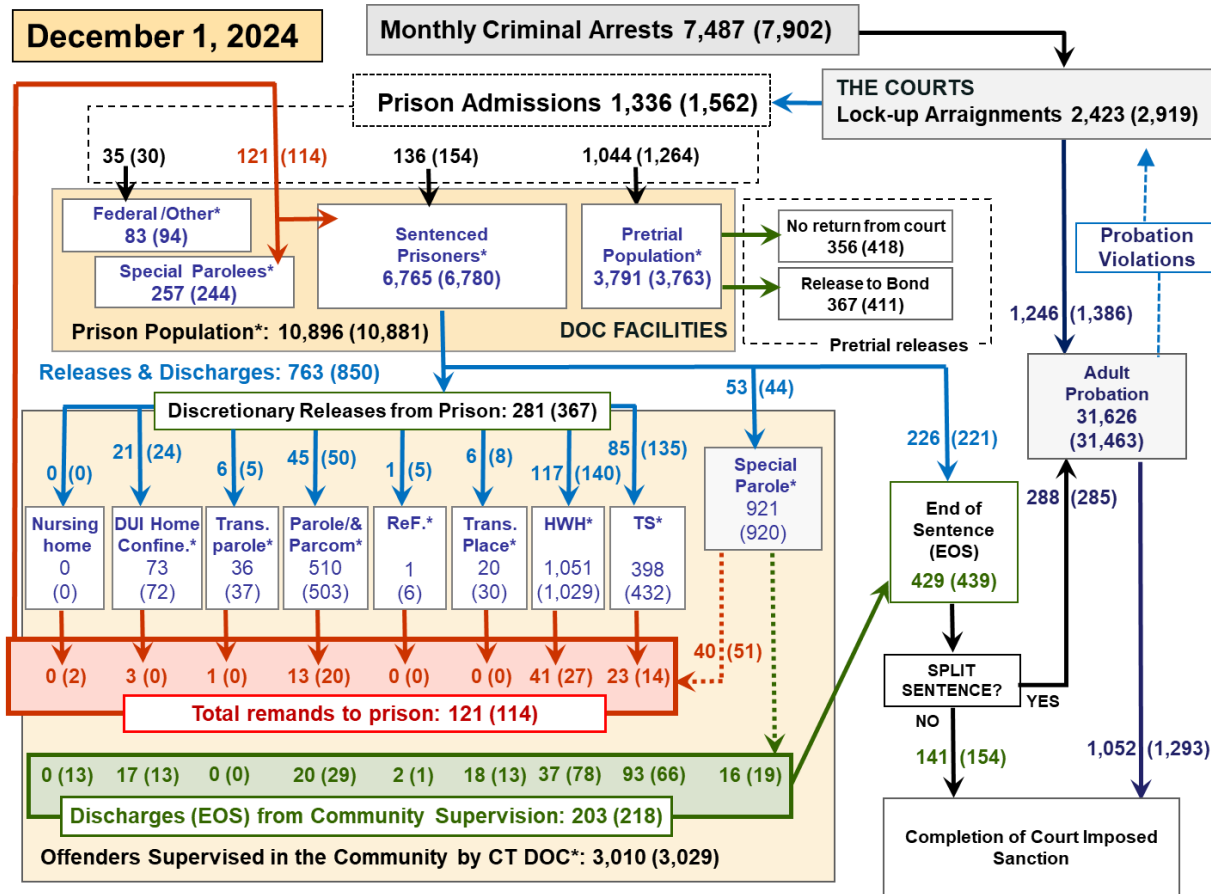 December 1, 2024
Monthly Criminal Arrests 7,487 (7,902)
THE COURTS
Lock-up Arraignments 2,423 (2,919)
Prison Admissions 1,336 (1,562)
35 (30)
121 (114)
136 (154)
1,044 (1,264)
Federal /Other*
83 (94)
Special Parolees*
257 (244)
Sentenced
Prisoners*
6,765 (6,780)
Pretrial
Population*
3,791 (3,763)
No return from court
356 (418)
Release to Bond
367 (411)
Pretrial releases
Probation
Violations
Prison Population*: 10,896 (10,881)
DOC FACILITIES
1,246 (1,386)
Adult
Probation
31,626
(31,463)
Releases & Discharges: 763 (850)
53 (44)
226 (221)
288 (285)
Discretionary Releases from Prison: 281 (367)
0 (0)
21 (24)
6 (5)
45 (50)
1 (5)
6 (8)
117 (140)
85 (135)
Nursing
home
0
(0)
DUI Home
Confine.*
73
(72)
Trans.
parole*
36
(37)
Parole/&
Parcom*
510
(503)
ReF.*
1
(6)
Trans.
Place*
20
(30)
HWH*
1,051
(1,029)
TS*
398
(432)
Special
Parole*
921
(920)
End of
Sentence
(EOS)
429 (439)
40 (51)
0 (2)
3 (0)
1 (0)
13 (20)
0 (0)
0 (0)
41 (27)
23 (14)
Total remands to prison: 121 (114)
SPLIT
SENTENCE?
YES
NO
141 (154)
1,052 (1,293)
0 (13)
17 (13)
0 (0)
20 (29)
2 (1)
18 (13)
37 (78)
93 (66)
16 (19)
Discharges (EOS) from Community Supervision: 203 (218)
Offenders Supervised in the Community by CT DOC*: 3,010 (3,029)
Completion of Court Imposed
Sanction